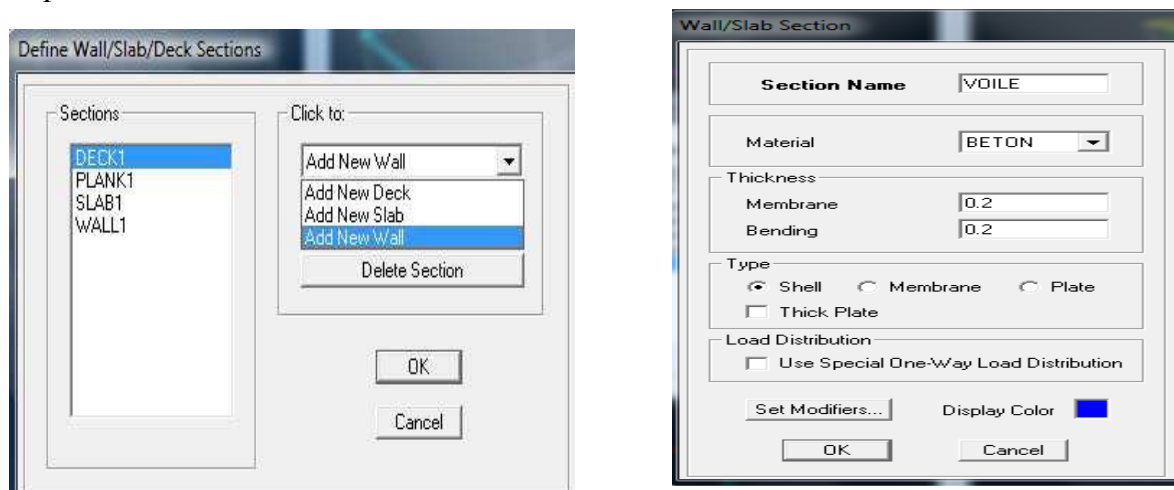 Define Wall/Slab/Deck Sections
Sections
DECK1
PLANK1
SLAB1
WALL1
Click to:
Add New Wall
Add New Deck
Add New Slab
Add New Wall
Delete Section
OK
Cancel
Wall/Slab Section
Section Name VOILE
Material BETON
Thickness
Membrane 0.2
Bending 0.2
Type
Shell Membrane Plate
Thick Plate
Load Distribution
Use Special One-Way Load Distribution
Set Modifiers... Display Color
OK Cancel